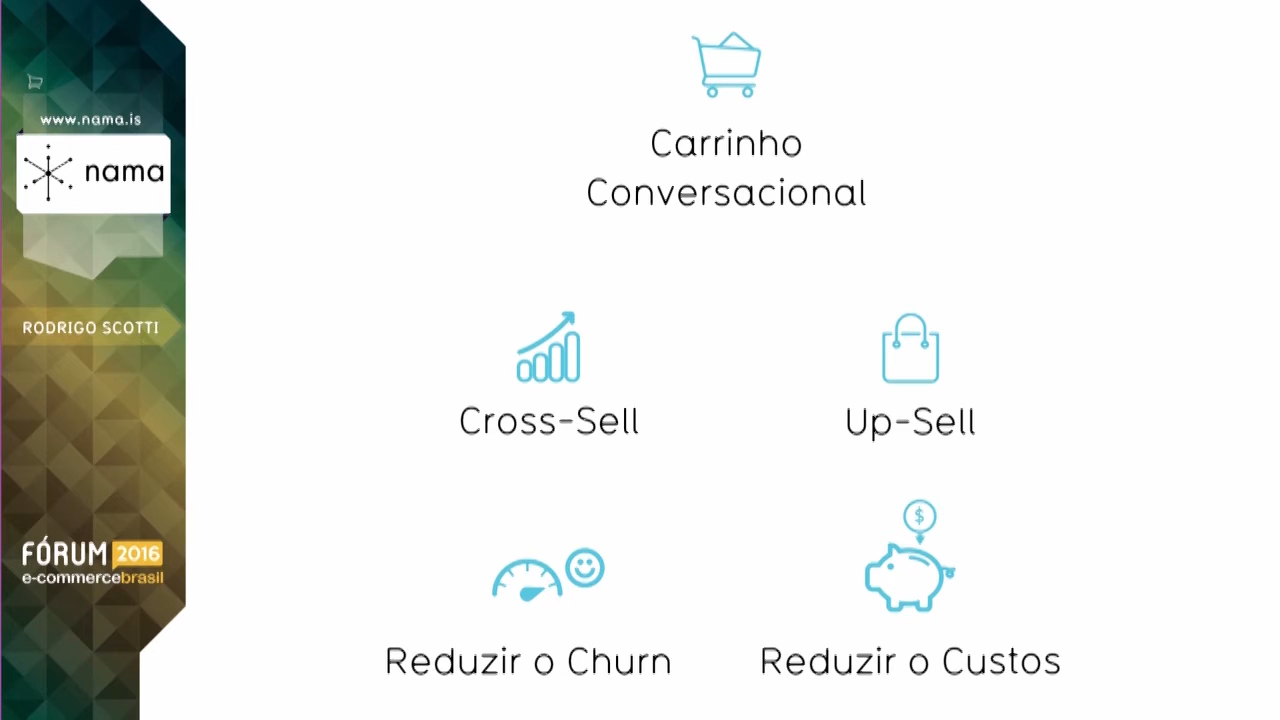 www.nama.is
nama
RODRIGO SCOTTI
FÓRUM 2016
e-commercebrasil
Carrinho
Conversacional
Cross-Sell
Up-Sell
$
Reduzir o Churn
Reduzir o Custos